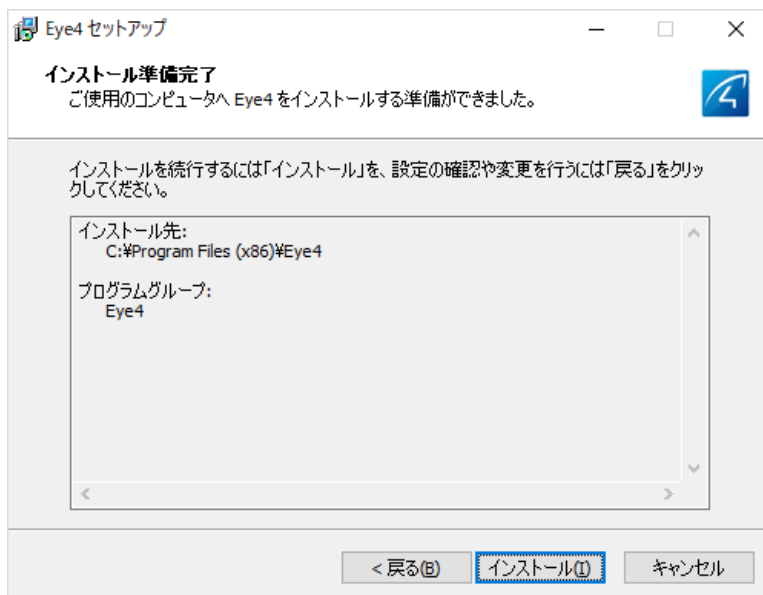 Eye4 セットアップ
インストール準備完了
ご使用のコンピュータへ Eye4 をインストールする準備ができました。
4
インストールを続行するには「インストール」を、設定の確認や変更を行うには「戻る」をクリッ
クしてください。
インストール先:
C:¥Program Files (x86)¥Eye4
プログラムグループ:
Eye4
< 戻る(B)
インストール(I)
キャンセル